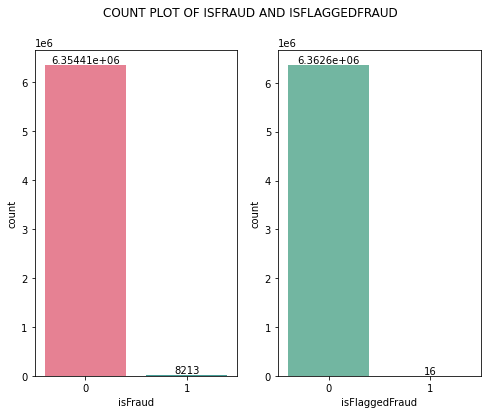 COUNT PLOT OF ISFRAUD AND ISFLAGGEDFRAUD
1e6
6.35441e+06
6
5
4
3
2
1
0
count
8213
0 1
isFraud
1e6
6.3626e+06
6
5
4
3
2
1
0
count
16
0 1
isFlaggedFraud